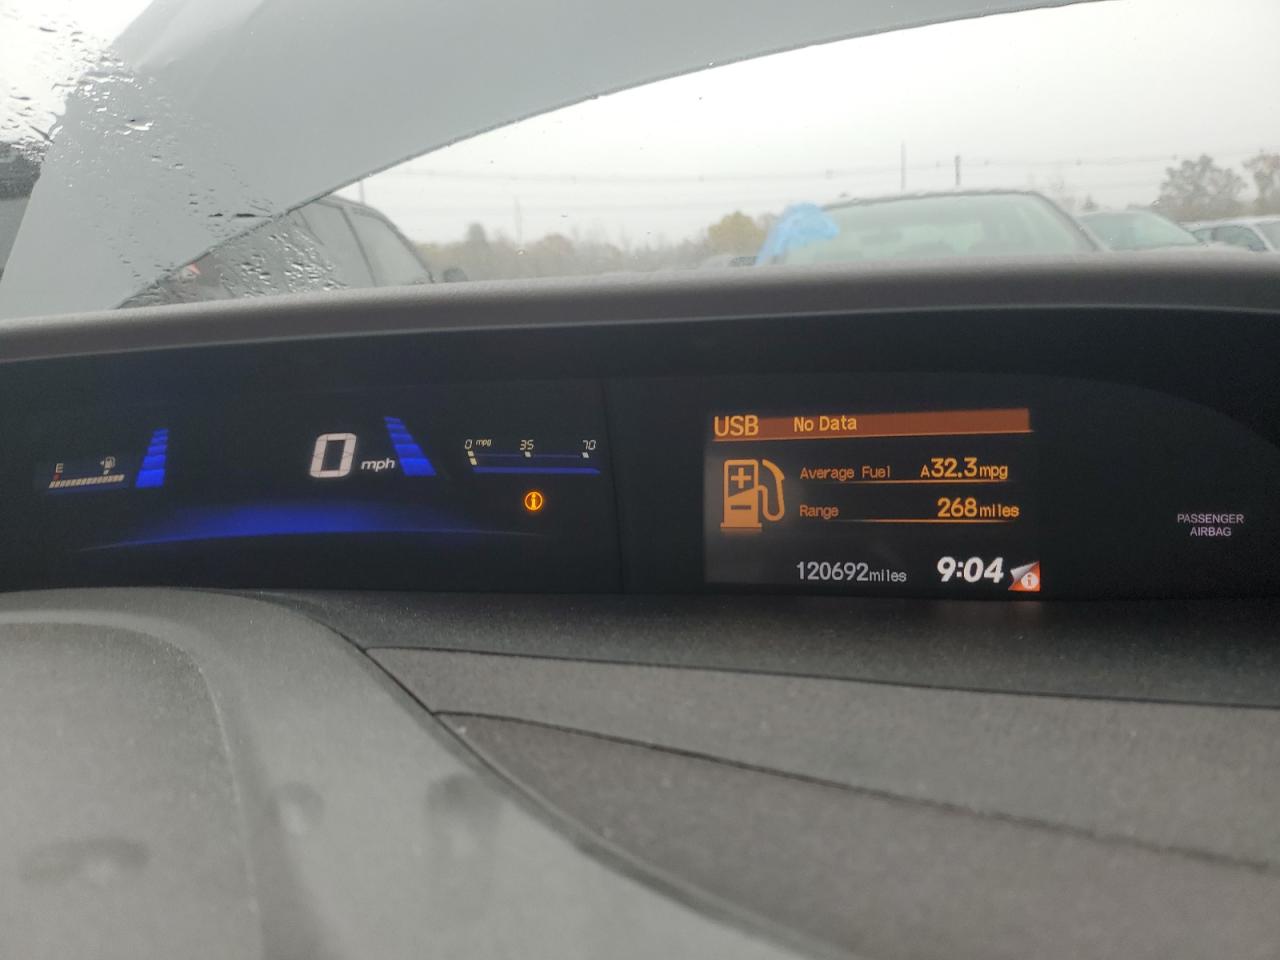 E
0 mph
0 mpg 35 70
USB No Data
Average Fuel A32.3mpg
Range 268miles
120692miles 9:04
PASSENGER
AIRBAG